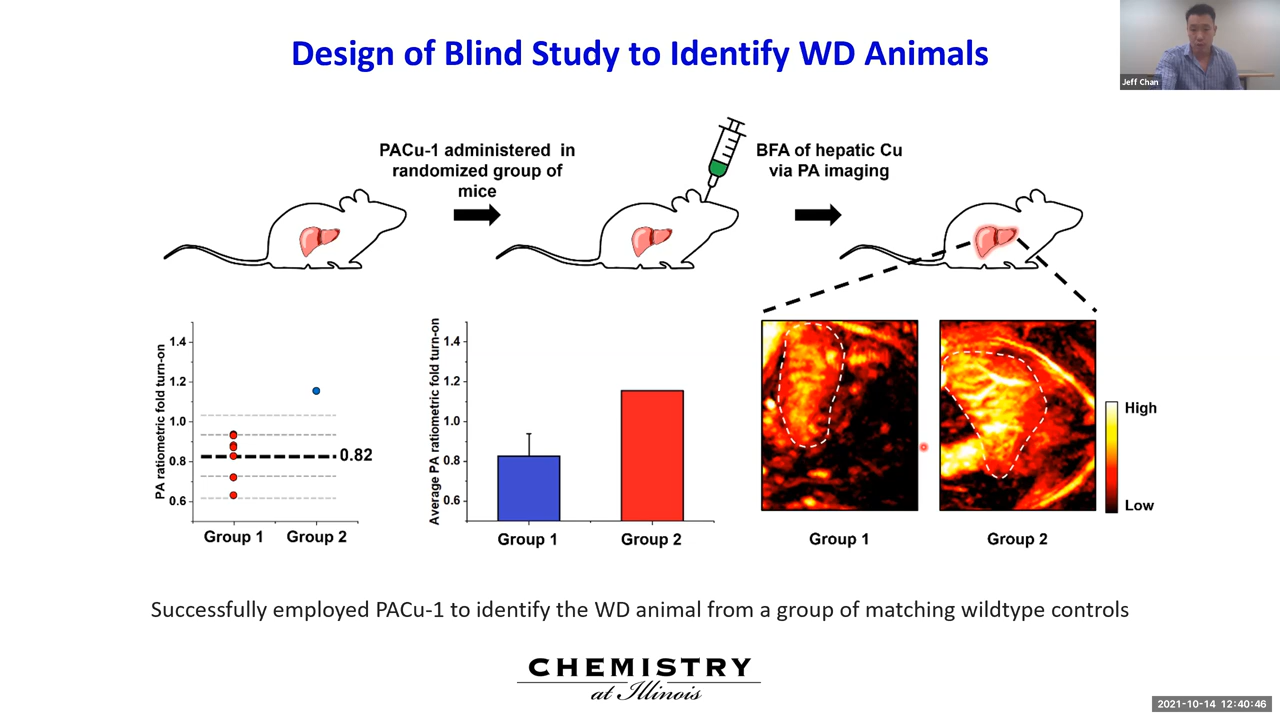 Design of Blind Study to Identify WD Animals
Jeff Chan
PACu-1 administered in
randomized group of
mice
BFA of hepatic Cu
via PA imaging
PA ratiometric fold turn-on
1.4
1.2
1.0
0.8
0.6
0.82
Group 1
Group 2
Average PA ratiometric fold turn-on
1.4
1.2
1.0
0.8
0.6
Group 1
Group 2
High
Low
Group 1
Group 2
Successfully employed PACu-1 to identify the WD animal from a group of matching wildtype controls
CHEMISTRY
at Illinois
2021-10-14 12:40:46